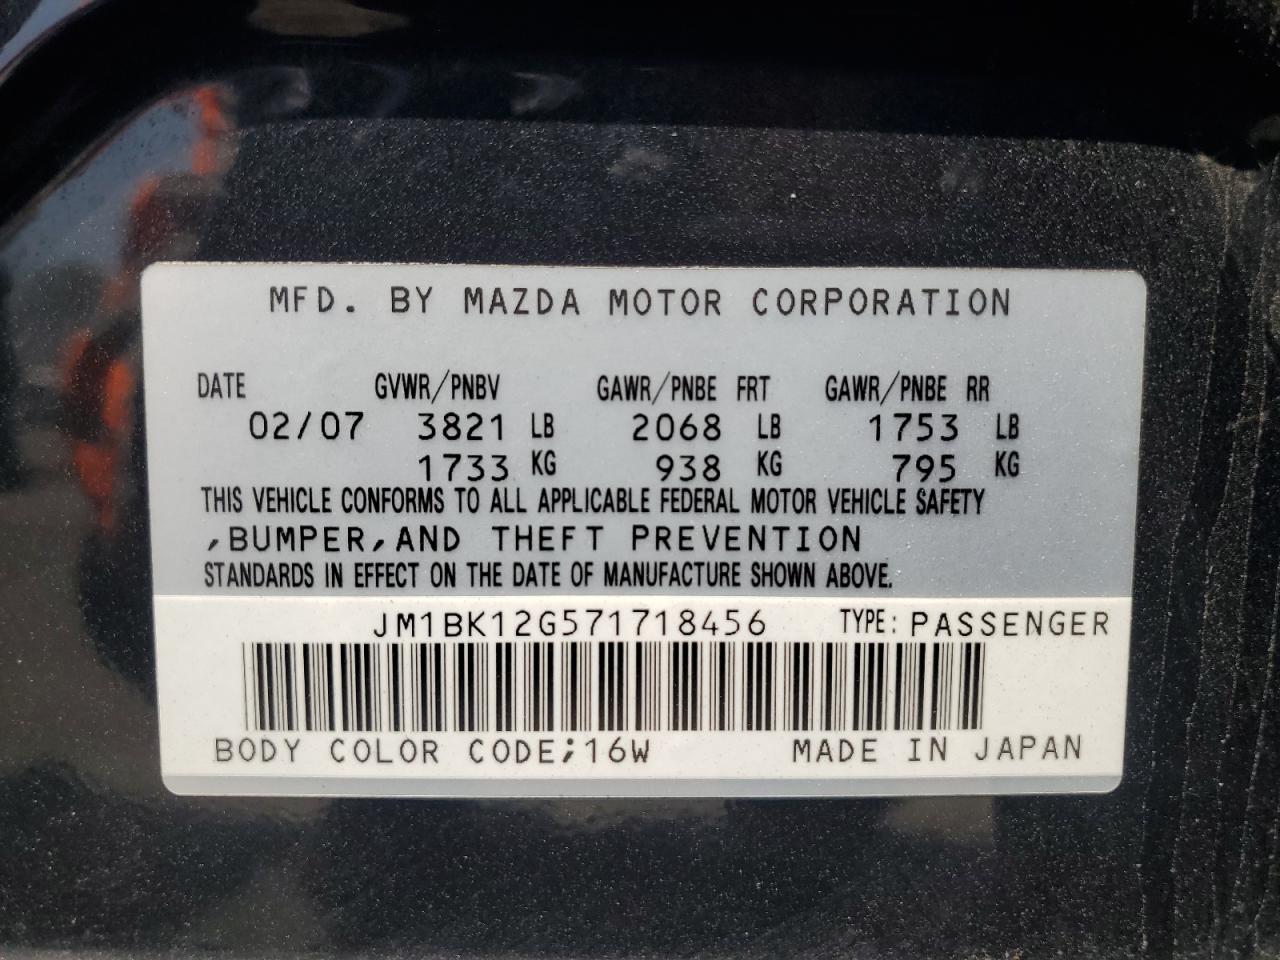 MFD. BY MAZDA MOTOR CORPORATION
DATE GVWR/PNBV GAWR/PNBE FRT GAWR/PNBE RR
02/07 3821 LB 2068 LB 1753 LB
1733 KG 938 KG 795 KG
THIS VEHICLE CONFORMS TO ALL APPLICABLE FEDERAL MOTOR VEHICLE SAFETY
,BUMPER,AND THEFT PREVENTION
STANDARDS IN EFFECT ON THE DATE OF MANUFACTURE SHOWN ABOVE.
JM1BK12G571718456 TYPE: PASSENGER
BODY COLOR CODE;16W MADE IN JAPAN